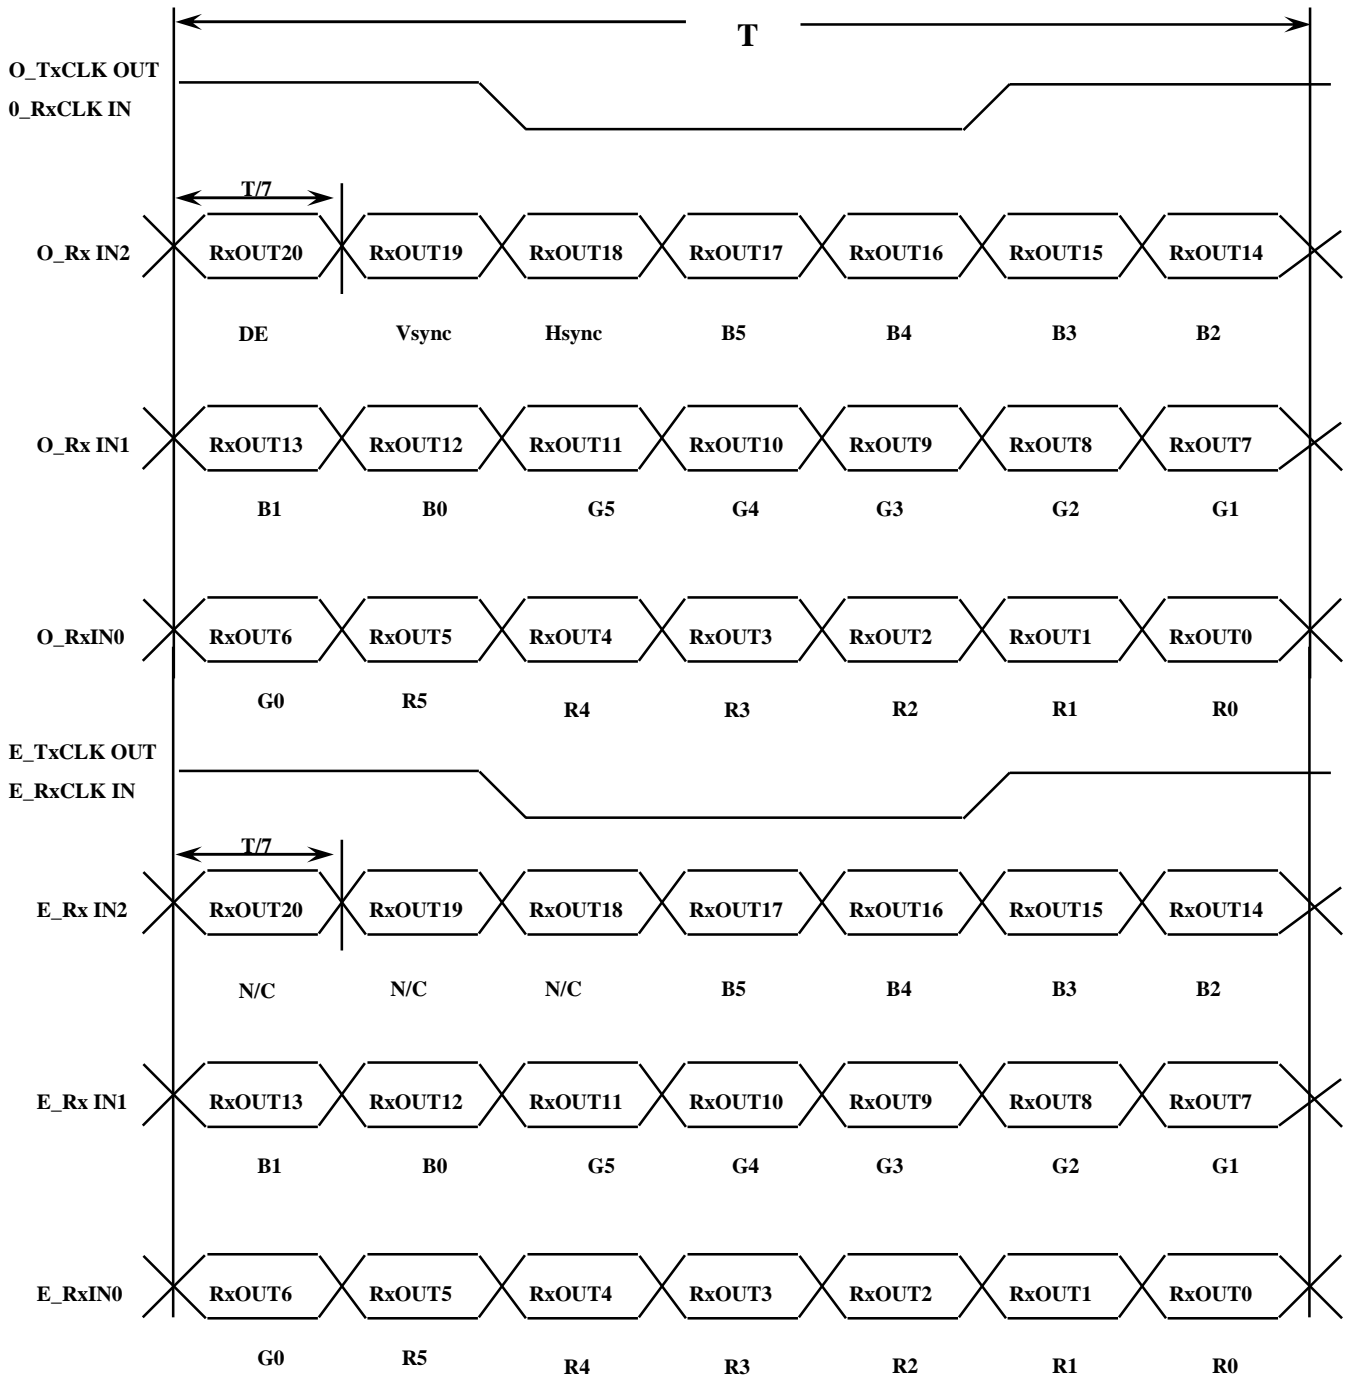 T
O_TxCLK OUT
0_RxCLK IN
T/7
O_Rx IN2 RxOUT20 RxOUT19 RxOUT18 RxOUT17 RxOUT16 RxOUT15 RxOUT14
DE Vsync Hsync B5 B4 B3 B2
O_Rx IN1 RxOUT13 RxOUT12 RxOUT11 RxOUT10 RxOUT9 RxOUT8 RxOUT7
B1 B0 G5 G4 G3 G2 G1
O_RxIN0 RxOUT6 RxOUT5 RxOUT4 RxOUT3 RxOUT2 RxOUT1 RxOUT0
G0 R5 R4 R3 R2 R1 R0
E_TxCLK OUT
E_RxCLK IN
T/7
E_Rx IN2 RxOUT20 RxOUT19 RxOUT18 RxOUT17 RxOUT16 RxOUT15 RxOUT14
N/C N/C N/C B5 B4 B3 B2
E_Rx IN1 RxOUT13 RxOUT12 RxOUT11 RxOUT10 RxOUT9 RxOUT8 RxOUT7
B1 B0 G5 G4 G3 G2 G1
E_RxIN0 RxOUT6 RxOUT5 RxOUT4 RxOUT3 RxOUT2 RxOUT1 RxOUT0
G0 R5 R4 R3 R2 R1 R0